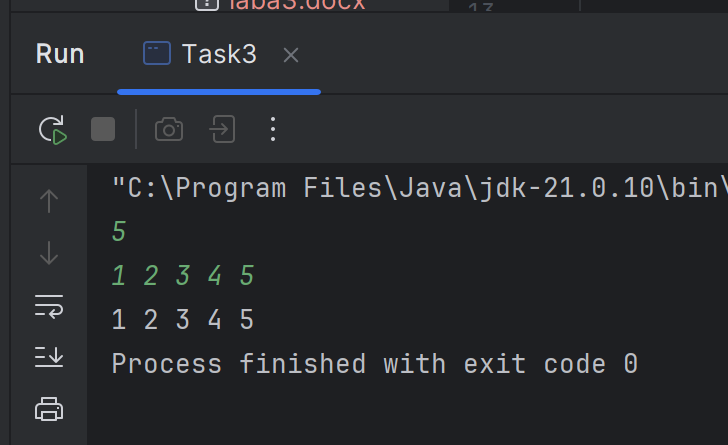 laba3.docx
13
Run
Task3
"C:\Program Files\Java\jdk-21.0.10\bin\
5
1 2 3 4 5
1 2 3 4 5
Process finished with exit code 0